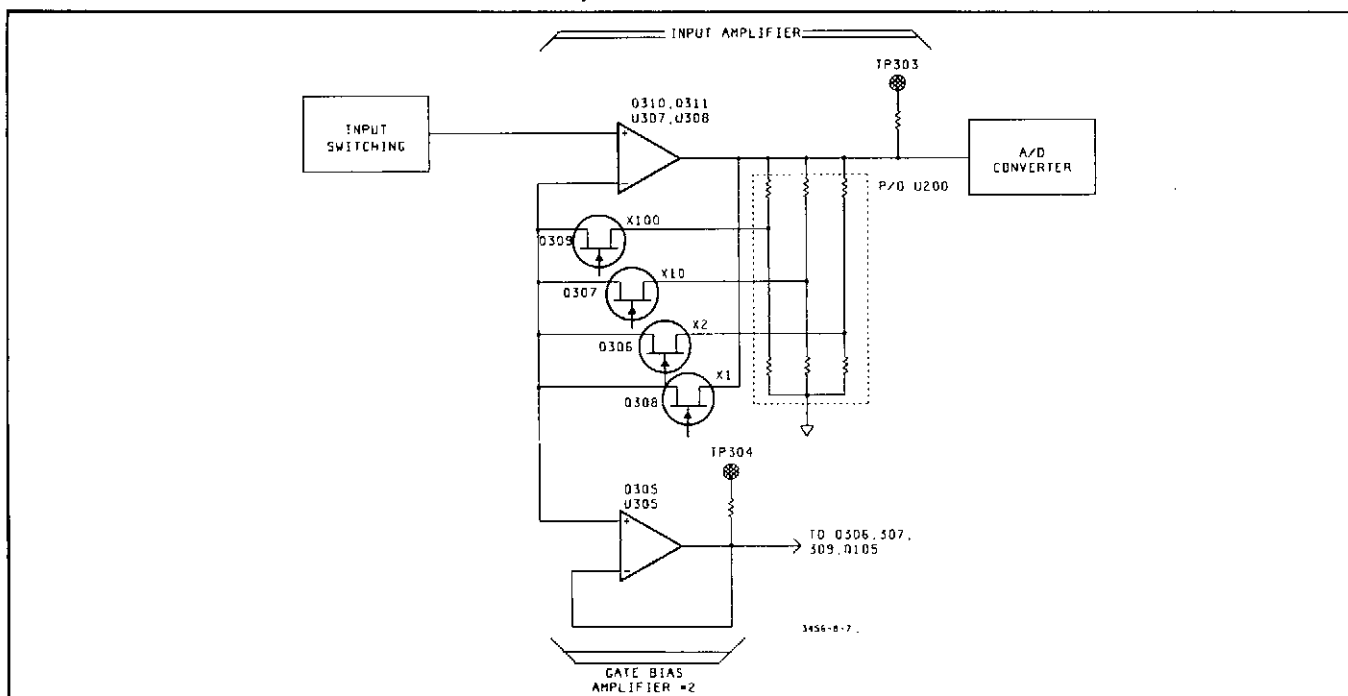 INPUT AMPLIFIER
TP303
Q310,Q311
U307,U308
INPUT
SWITCHING
A/D
CONVERTER
P/O U200
X100
Q309
X10
Q307
X2
Q306
X1
Q308
TP304
Q305
U305
TO Q306,307,
309,Q105
3456-8-7
GATE BIAS
AMPLIFIER #2